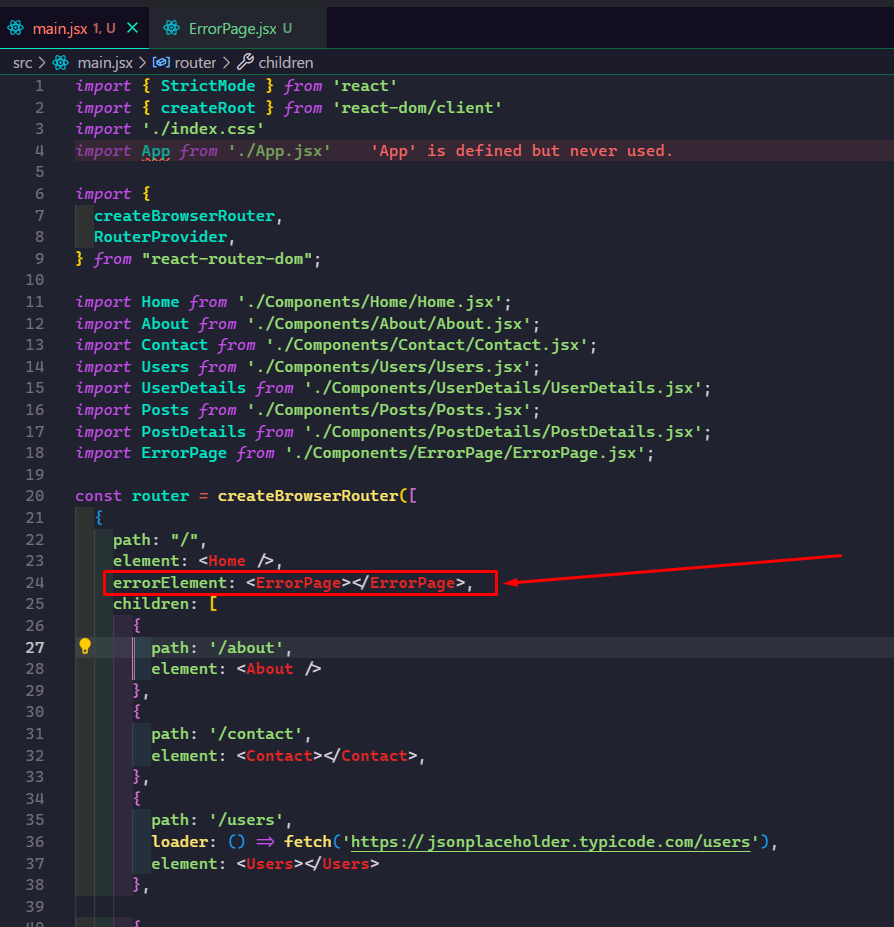 main.jsx 1, U ✕ ErrorPage.jsx U
src > main.jsx > router > children
1 import { StrictMode } from 'react'
2 import { createRoot } from 'react-dom/client'
3 import './index.css'
4 import App from './App.jsx' 'App' is defined but never used.
5
6 import {
7 createBrowserRouter,
8 RouterProvider,
9 } from "react-router-dom";
10
11 import Home from './Components/Home/Home.jsx';
12 import About from './Components/About/About.jsx';
13 import Contact from './Components/Contact/Contact.jsx';
14 import Users from './Components/Users/Users.jsx';
15 import UserDetails from './Components/UserDetails/UserDetails.jsx';
16 import Posts from './Components/Posts/Posts.jsx';
17 import PostDetails from './Components/PostDetails/PostDetails.jsx';
18 import ErrorPage from './Components/ErrorPage/ErrorPage.jsx';
19
20 const router = createBrowserRouter([
21 {
22 path: "/",
23 element: <Home />,
24 errorElement: <ErrorPage></ErrorPage>,
25 children: [
26 {
27 path: '/about',
28 element: <About />
29 },
30 {
31 path: '/contact',
32 element: <Contact></Contact>,
33 },
34 {
35 path: '/users',
36 loader: () => fetch('https://jsonplaceholder.typicode.com/users'),
37 element: <Users></Users>
38 },
39
40 {